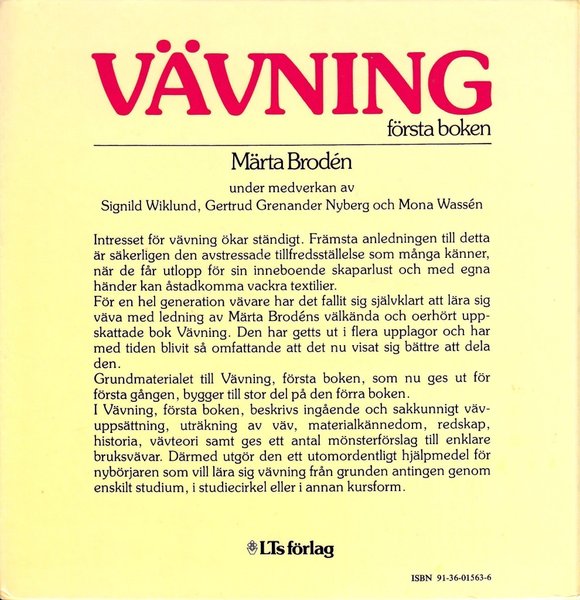 VÄVNING
första boken
Märta Brodén
under medverkan av
Signild Wiklund, Gertrud Grenander Nyberg och Mona Wassén
Intresset för vävning ökar ständigt. Främsta anledningen till detta
är säkerligen den avstressade tillfredsställelse som många känner,
när de får utlopp för sin inneboende skaparlust och med egna
händer kan åstadkomma vackra textilier.
För en hel generation vävare har det fallit sig självklart att lära sig
väva med ledning av Märta Brodéns välkända och oerhört upp-
skattade bok Vävning. Den har getts ut i flera upplagor och har
med tiden blivit så omfattande att det nu visat sig bättre att dela
den.
Grundmaterialet till Vävning, första boken, som nu ges ut för
första gången, bygger till stor del på den förra boken.
I Vävning, första boken, beskrivs ingående och sakkunnigt väv-
uppsättning, uträkning av väv, materialkännedom, redskap,
historia, vävteori samt ges ett antal mönsterförslag till enklare
bruksvävar. Därmed utgör den ett utomordentligt hjälpmedel för
nybörjaren som vill lära sig vävning från grunden antingen genom
enskilt studium, i studiecirkel eller i annan kursform.
LTs förlag
ISBN 91-36-01563-6